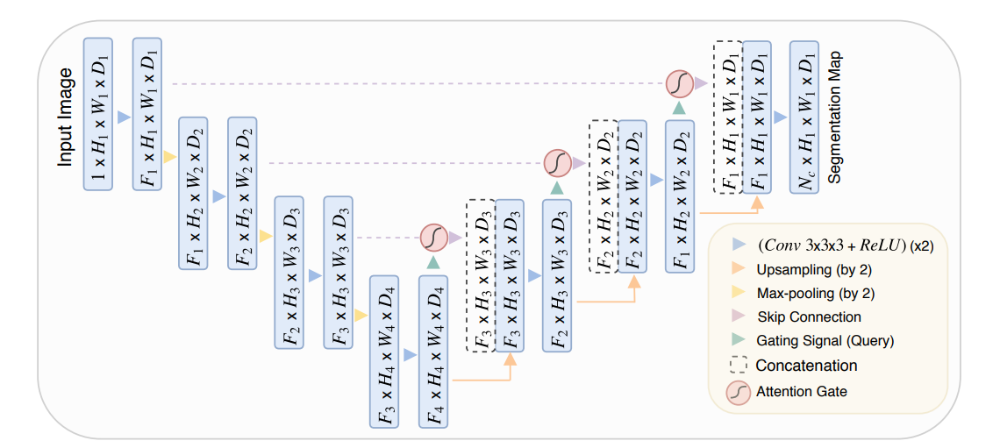 Input Image
1 x H₁ x W₁ x D₁
F₁ x H₁ x W₁ x D₁
F₁ x H₂ x W₂ x D₂
F₂ x H₂ x W₂ x D₂
F₂ x H₃ x W₃ x D₃
F₃ x H₃ x W₃ x D₃
F₃ x H₄ x W₄ x D₄
F₄ x H₄ x W₄ x D₄
F₃ x H₃ x W₃ x D₃
F₃ x H₃ x W₃ x D₃
F₂ x H₃ x W₃ x D₃
F₂ x H₂ x W₂ x D₂
F₂ x H₂ x W₂ x D₂
F₁ x H₂ x W₂ x D₂
F₁ x H₁ x W₁ x D₁
F₁ x H₁ x W₁ x D₁
N_c x H₁ x W₁ x D₁
Segmentation Map
(Conv 3x3x3 + ReLU) (x2)
Upsampling (by 2)
Max-pooling (by 2)
Skip Connection
Gating Signal (Query)
Concatenation
Attention Gate